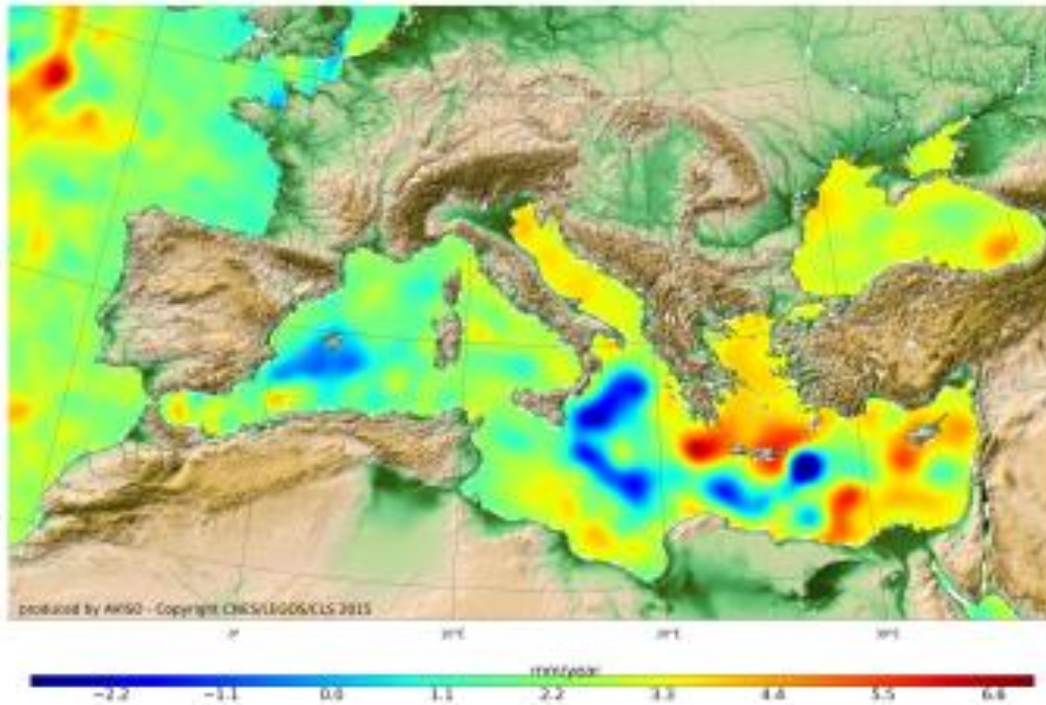 produced by AVISO - Copyright CNES/LEGOS/CLS 2015
0° 10°E 20°E 30°E
mm/year
−2.2 −1.1 0.0 1.1 2.2 3.3 4.4 5.5 6.6